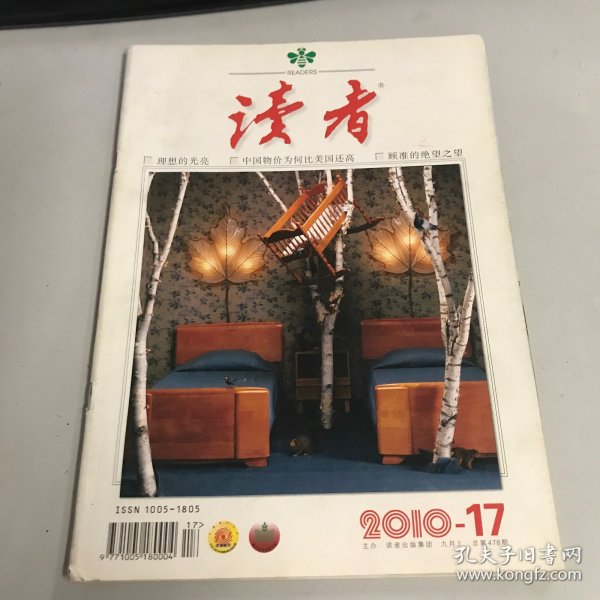 READERS
读者®
理想的光亮 中国物价为何比美国还高 顾准的绝望之望
ISSN 1005-1805
17>
9 771005 180004
2010-17
主办：读者出版集团 九月上 总第478期
孔夫子旧书网
www.kongfz.com